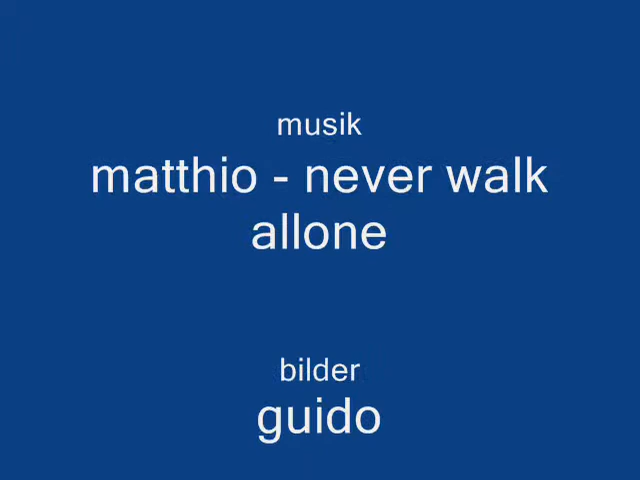 musik
matthio - never walk
allone
bilder
guido